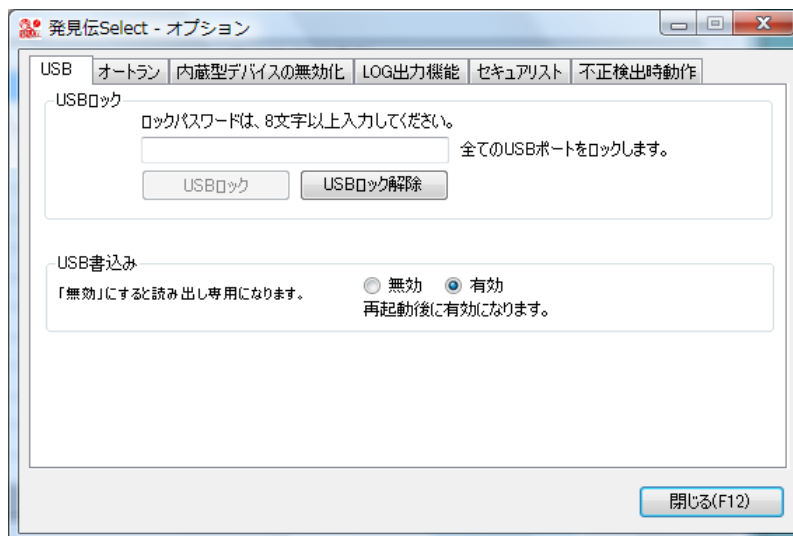 発見伝Select - オプション
USB オートラン 内蔵型デバイスの無効化 LOG出力機能 セキュアリスト 不正検出時動作
USBロック
ロックパスワードは、8文字以上入力してください。
全てのUSBポートをロックします。
USBロック USBロック解除
USB書込み
「無効」にすると読み出し専用になります。 無効 有効
再起動後に有効になります。
閉じる(F12)